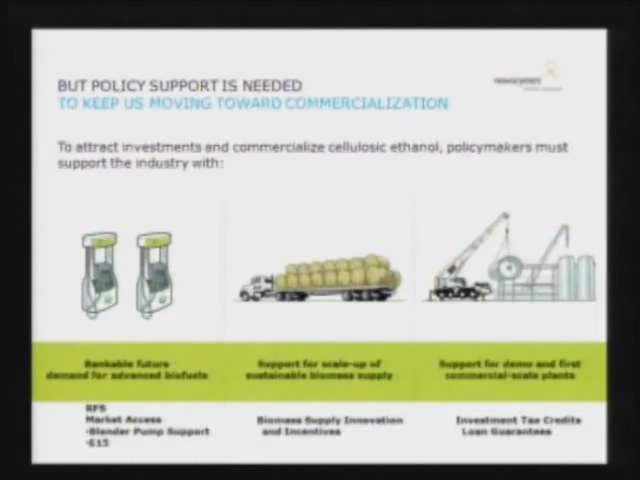 BUT POLICY SUPPORT IS NEEDED
TO KEEP US MOVING TOWARD COMMERCIALIZATION
novozymes
To attract investments and commercialize cellulosic ethanol, policymakers must
support the industry with:
Bankable future
demand for advanced biofuels
Support for scale-up of
sustainable biomass supply
Support for demo and first
commercial-scale plants
RFS
Market Access
-Blender Pump Support
-E15
Biomass Supply Innovation
and Incentives
Investment Tax Credits
Loan Guarantees